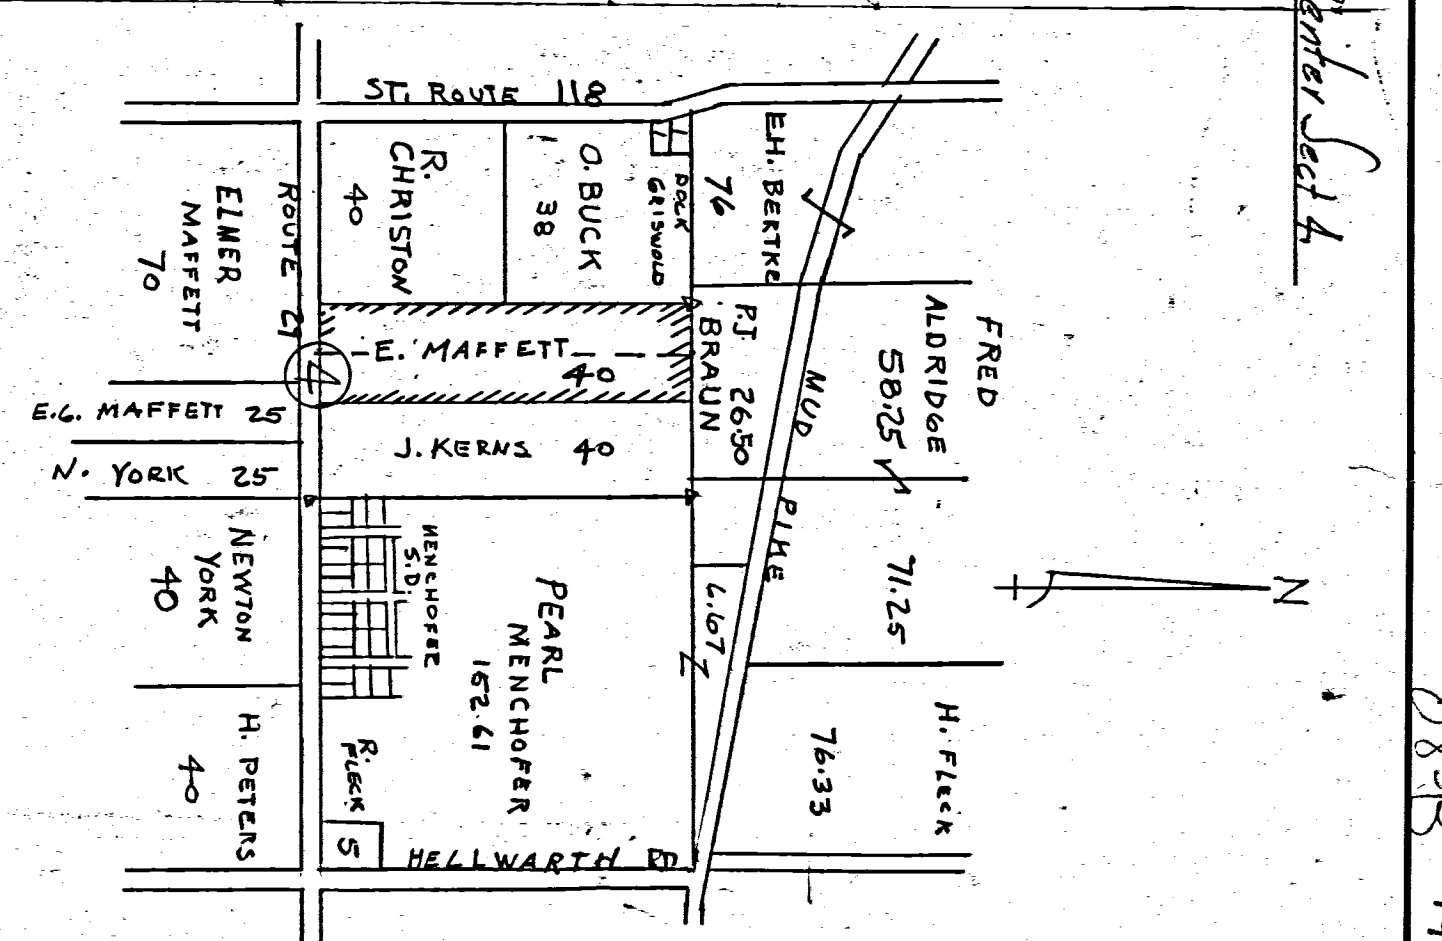 Center Sect 4
ST. ROUTE 118
E.H. BERTKE
76
DOCK
GRISWOLD
O. BUCK
38
R.
CHRISTON
40
ROUTE 29
ELMER
MAFFETT
70
FRED
ALDRIDGE
58.25
P.J.
BRAUN
26.50
MUD PIKE
E. MAFFETT
40
4
E.G. MAFFETT 25
J. KERNS 40
N. YORK 25
N
71.25
6.67
PEARL
MENCHOFER
152.61
MENCHOFER
S.D.
NEWTON
YORK
40
H. FLECK
76.33
R.
FLECK
5
H. PETERS
40
HELLWARTH RD